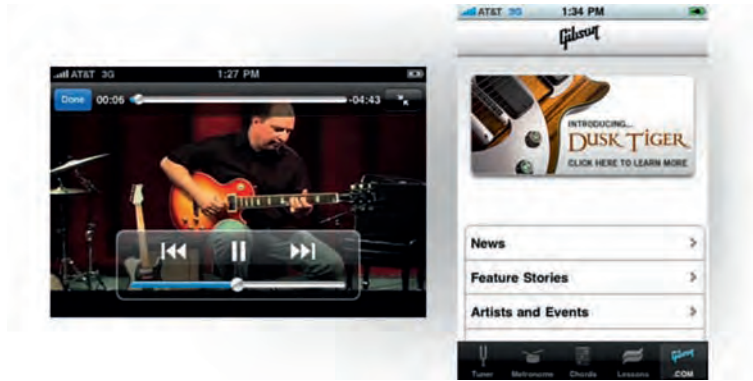 AT&T 3G 1:27 PM
Done 00:06 -04:43
AT&T 3G 1:34 PM
Gibson
INTRODUCING...
DUSK TIGER
CLICK HERE TO LEARN MORE
News
Feature Stories
Artists and Events
Tuner Metronome Chords Lessons .COM
Gibson